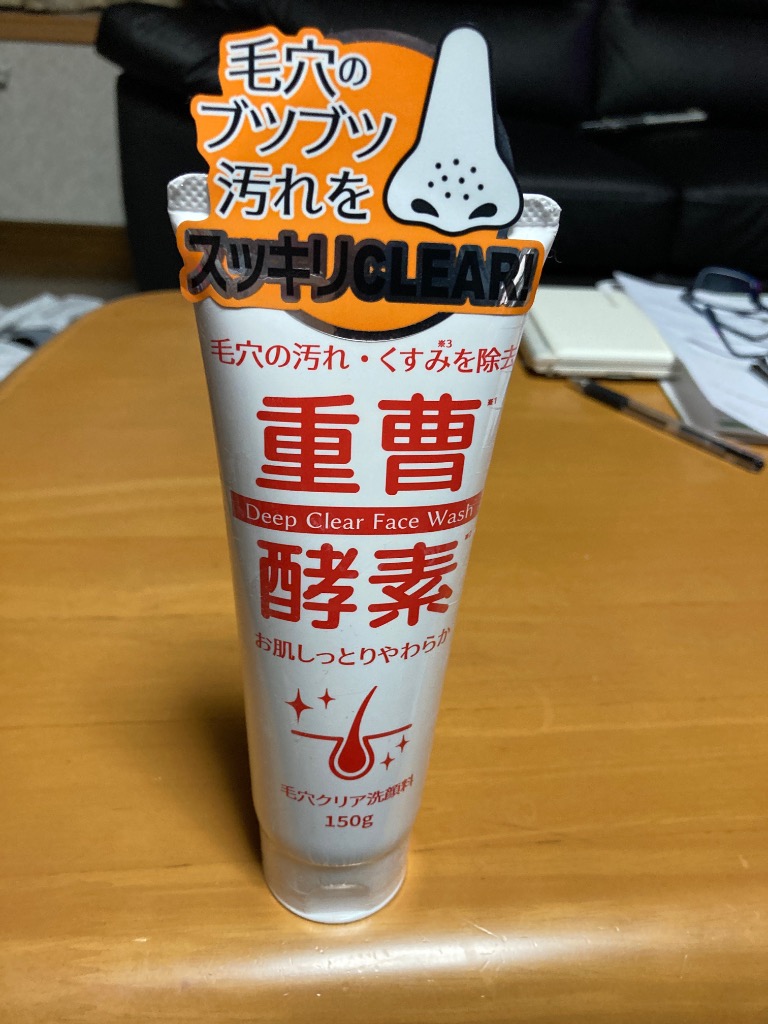 毛穴の
ブツブツ
汚れを
スッキリCLEAR!
毛穴の汚れ・くすみ※3を除去
重曹※1
Deep Clear Face Wash
酵素
お肌しっとりやわらか
毛穴クリア洗顔料
150g